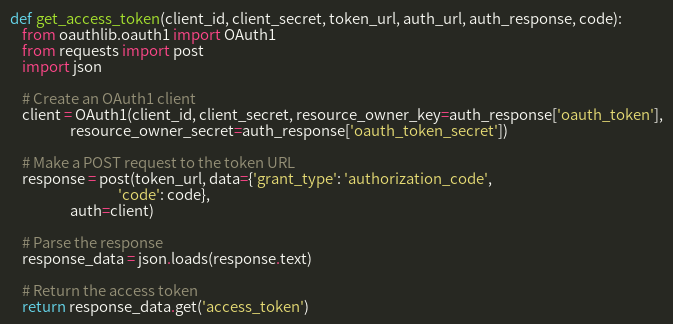 def get_access_token(client_id, client_secret, token_url, auth_url, auth_response, code):
from oauthlib.oauth1 import OAuth1
from requests import post
import json
# Create an OAuth1 client
client = OAuth1(client_id, client_secret, resource_owner_key=auth_response['oauth_token'],
resource_owner_secret=auth_response['oauth_token_secret'])
# Make a POST request to the token URL
response = post(token_url, data={'grant_type': 'authorization_code',
'code': code},
auth=client)
# Parse the response
response_data = json.loads(response.text)
# Return the access token
return response_data.get('access_token')